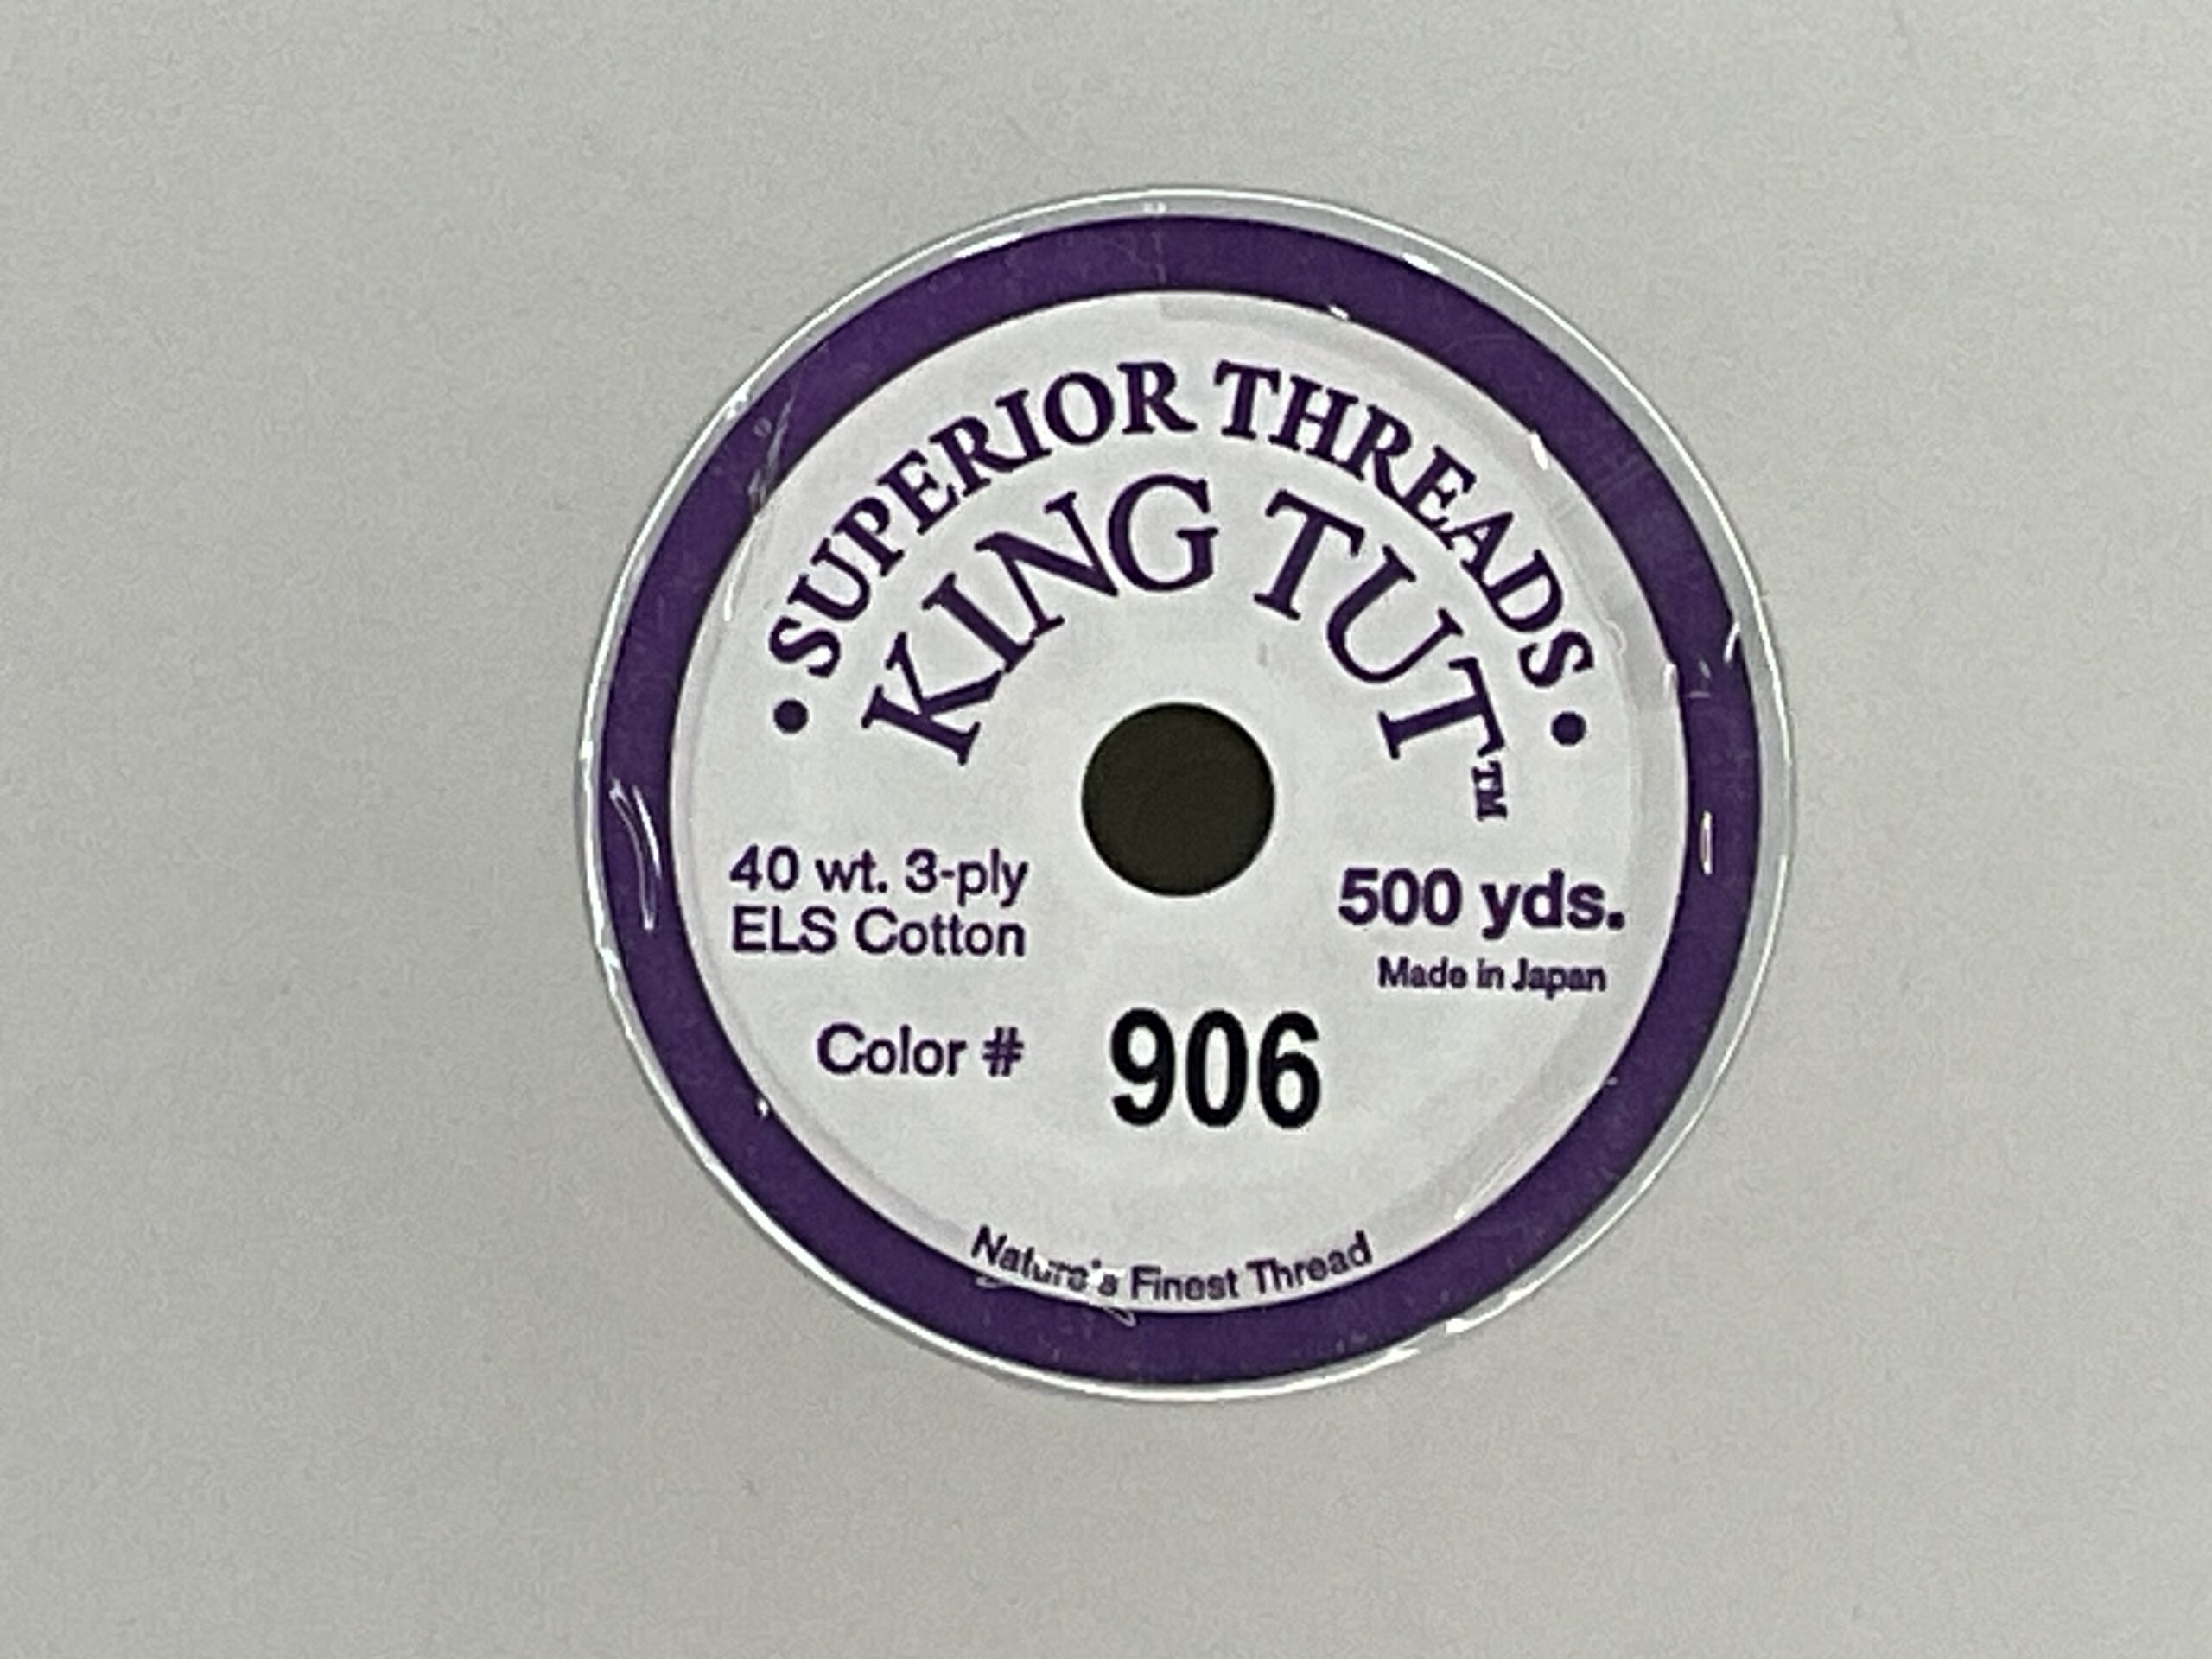 • SUPERIOR THREADS •
KING TUT™
40 wt. 3-ply
ELS Cotton
500 yds.
Made in Japan
Color # 906
Nature's Finest Thread